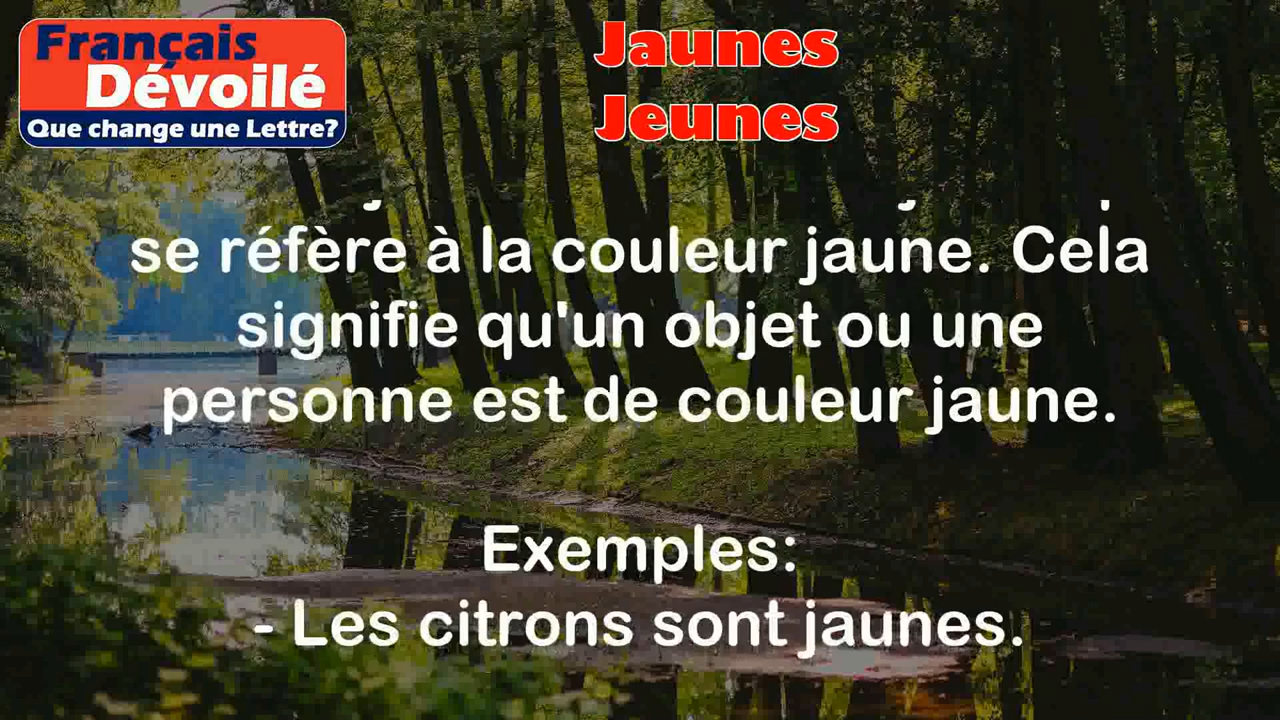 Français
Dévoilé
Que change une Lettre?
Jaunes
Jeunes
se réfère à la couleur jaune. Cela
signifie qu'un objet ou une
personne est de couleur jaune.
Exemples:
- Les citrons sont jaunes.